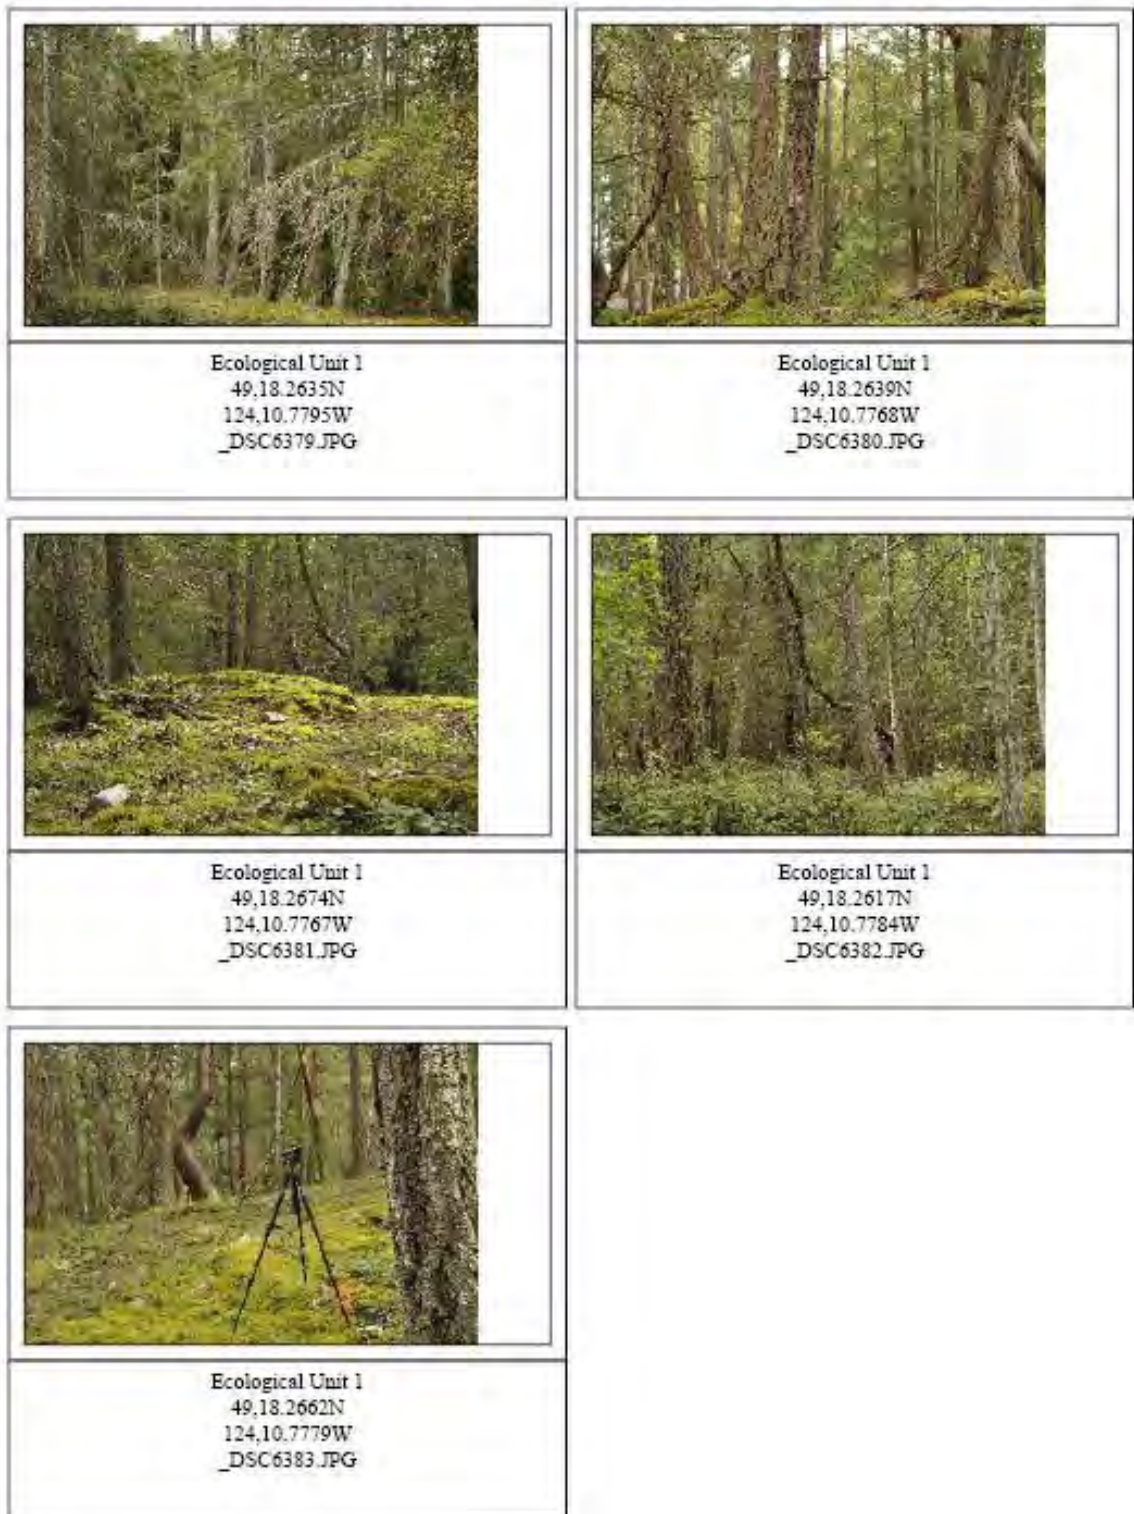 Ecological Unit 1
49,18.2635N
124,10.7795W
_DSC6379.JPG
Ecological Unit 1
49,18.2639N
124,10.7768W
_DSC6380.JPG
Ecological Unit 1
49,18.2674N
124,10.7767W
_DSC6381.JPG
Ecological Unit 1
49,18.2617N
124,10.7784W
_DSC6382.JPG
Ecological Unit 1
49,18.2662N
124,10.7779W
_DSC6383.JPG